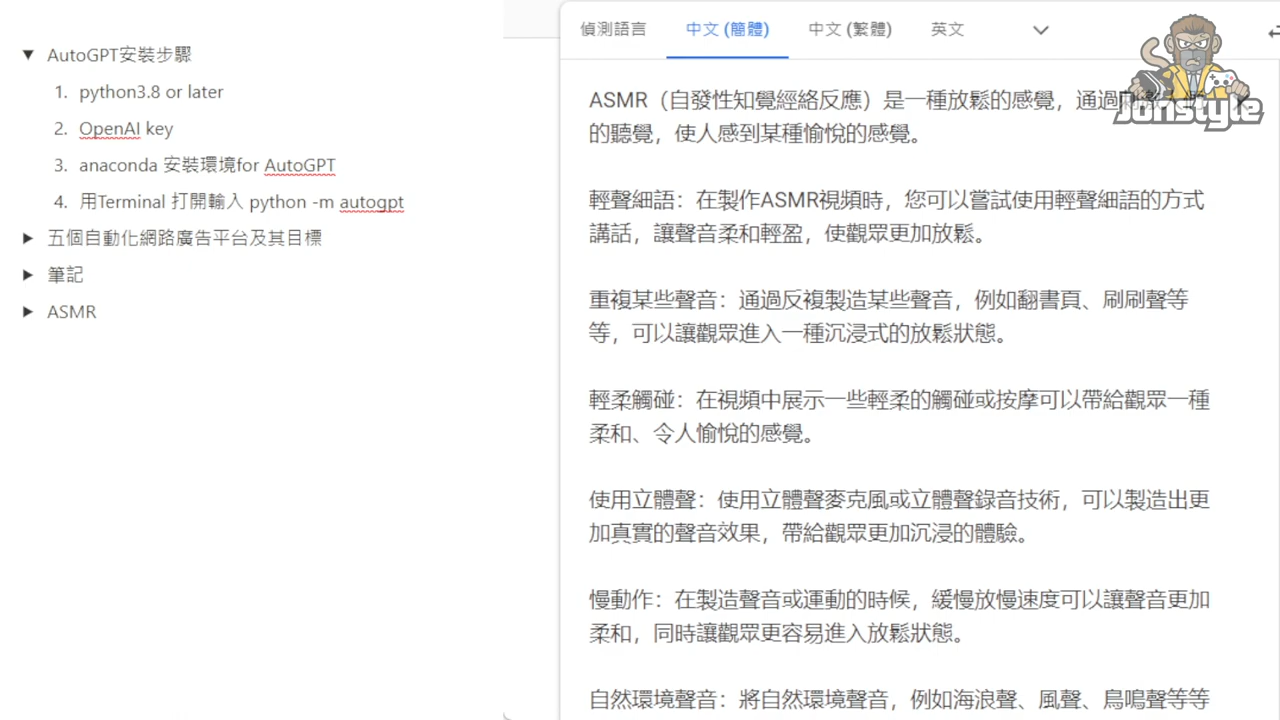 AutoGPT安裝步驟
1. python3.8 or later
2. OpenAI key
3. anaconda 安裝環境for AutoGPT
4. 用Terminal 打開輸入 python -m autogpt
五個自動化網路廣告平台及其目標
筆記
ASMR
偵測語言 中文 (簡體) 中文 (繁體) 英文
Jonstyle
ASMR（自發性知覺經絡反應）是一種放鬆的感覺，通過
的聽覺，使人感到某種愉悅的感覺。
輕聲細語：在製作ASMR視頻時，您可以嘗試使用輕聲細語的方式
講話，讓聲音柔和輕盈，使觀眾更加放鬆。
重複某些聲音：通過反複製造某些聲音，例如翻書頁、刷刷聲等
等，可以讓觀眾進入一種沉浸式的放鬆狀態。
輕柔觸碰：在視頻中展示一些輕柔的觸碰或按摩可以帶給觀眾一種
柔和、令人愉悅的感覺。
使用立體聲：使用立體聲麥克風或立體聲錄音技術，可以製造出更
加真實的聲音效果，帶給觀眾更加沉浸的體驗。
慢動作：在製造聲音或運動的時候，緩慢放慢速度可以讓聲音更加
柔和，同時讓觀眾更容易進入放鬆狀態。
自然環境聲音：將自然環境聲音，例如海浪聲、風聲、鳥鳴聲等等